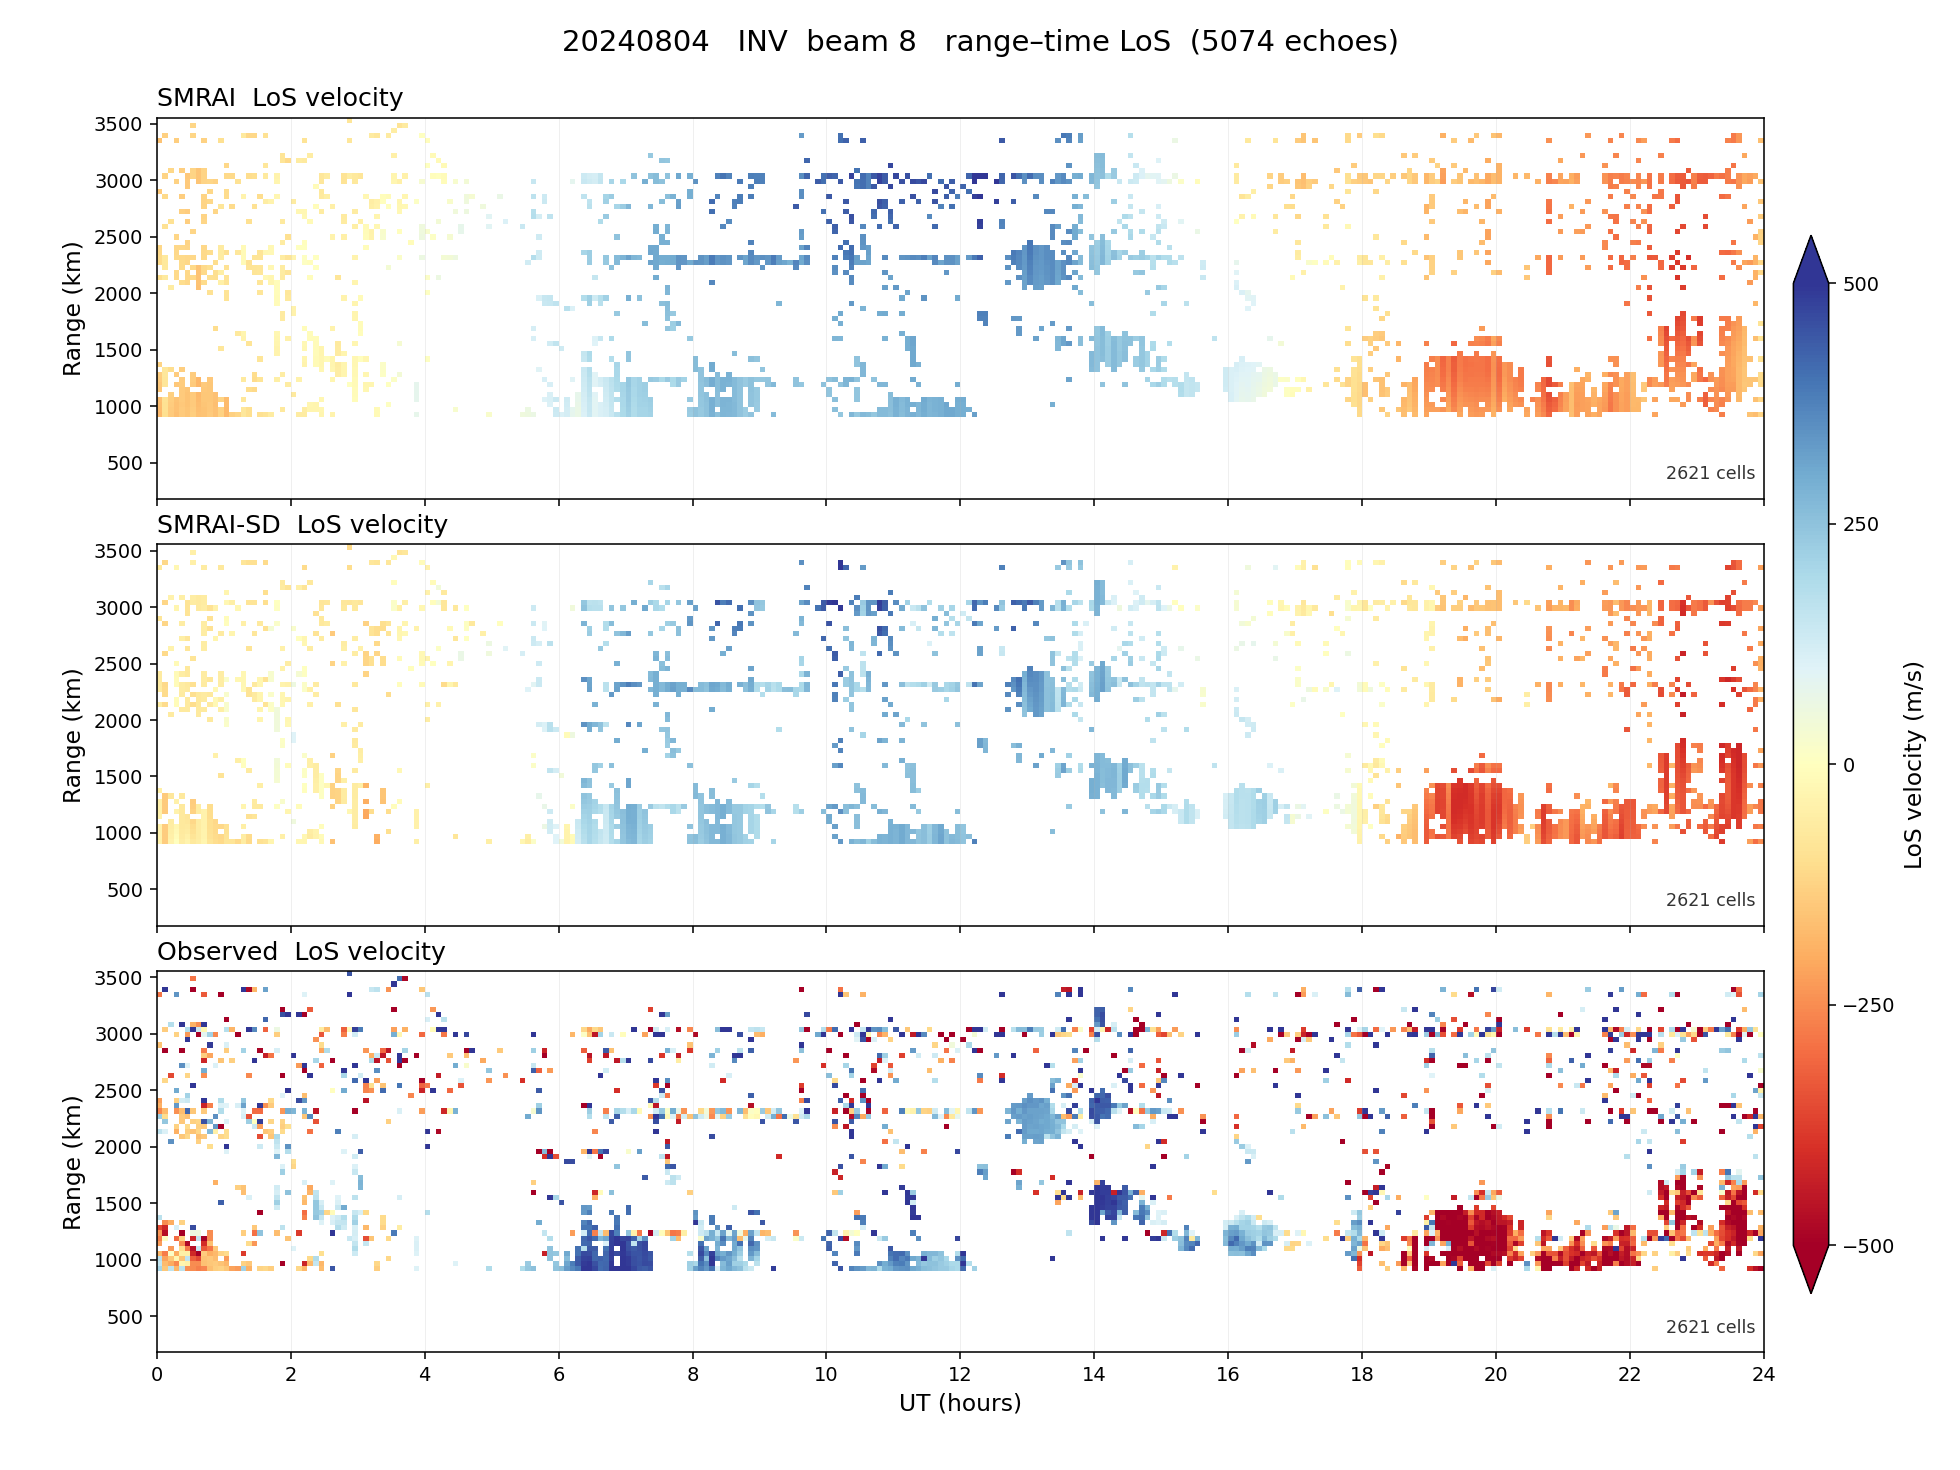 20240804   INV  beam 8   range–time LoS  (5074 echoes)
SMRAI  LoS velocity
3500
3000
2500
2000
1500
1000
500
Range (km)
2621 cells
SMRAI-SD  LoS velocity
3500
3000
2500
2000
1500
1000
500
Range (km)
2621 cells
Observed  LoS velocity
3500
3000
2500
2000
1500
1000
500
Range (km)
2621 cells
0 2 4 6 8 10 12 14 16 18 20 22 24
UT (hours)
500
250
0
−250
−500
LoS velocity (m/s)